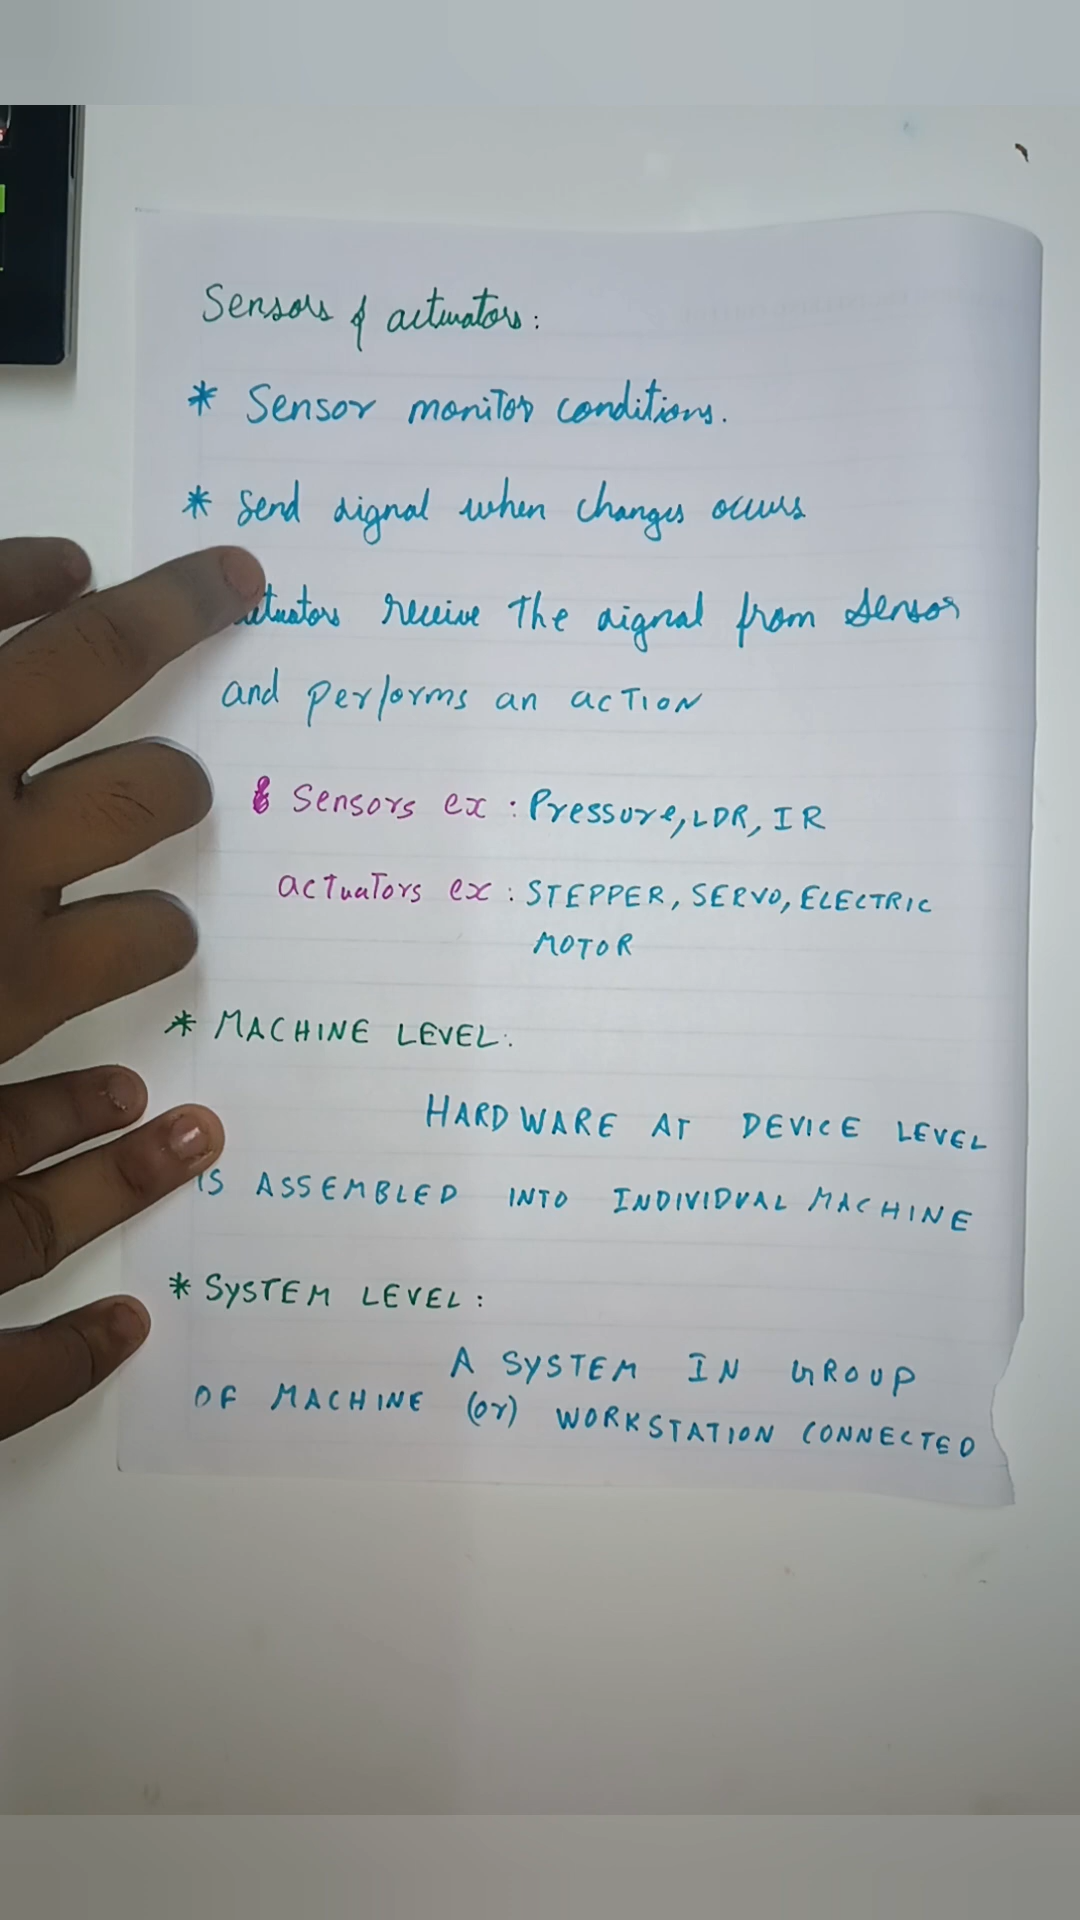 Sensors & actuators:
* Sensor monitor conditions.
* Send signal when changes occurs
receive The signal from sensor
and performs an acTION
Sensors ex : Pressure, LDR, IR
acTuaTors ex : STEPPER, SERVO, ELECTRIC
MOTOR
* MACHINE LEVEL:
HARDWARE AT DEVICE LEVEL
IS ASSEMBLED INTO INDIVIDUAL MACHINE
* SYSTEM LEVEL:
A SYSTEM IN GROUP
OF MACHINE (or) WORKSTATION CONNECTED